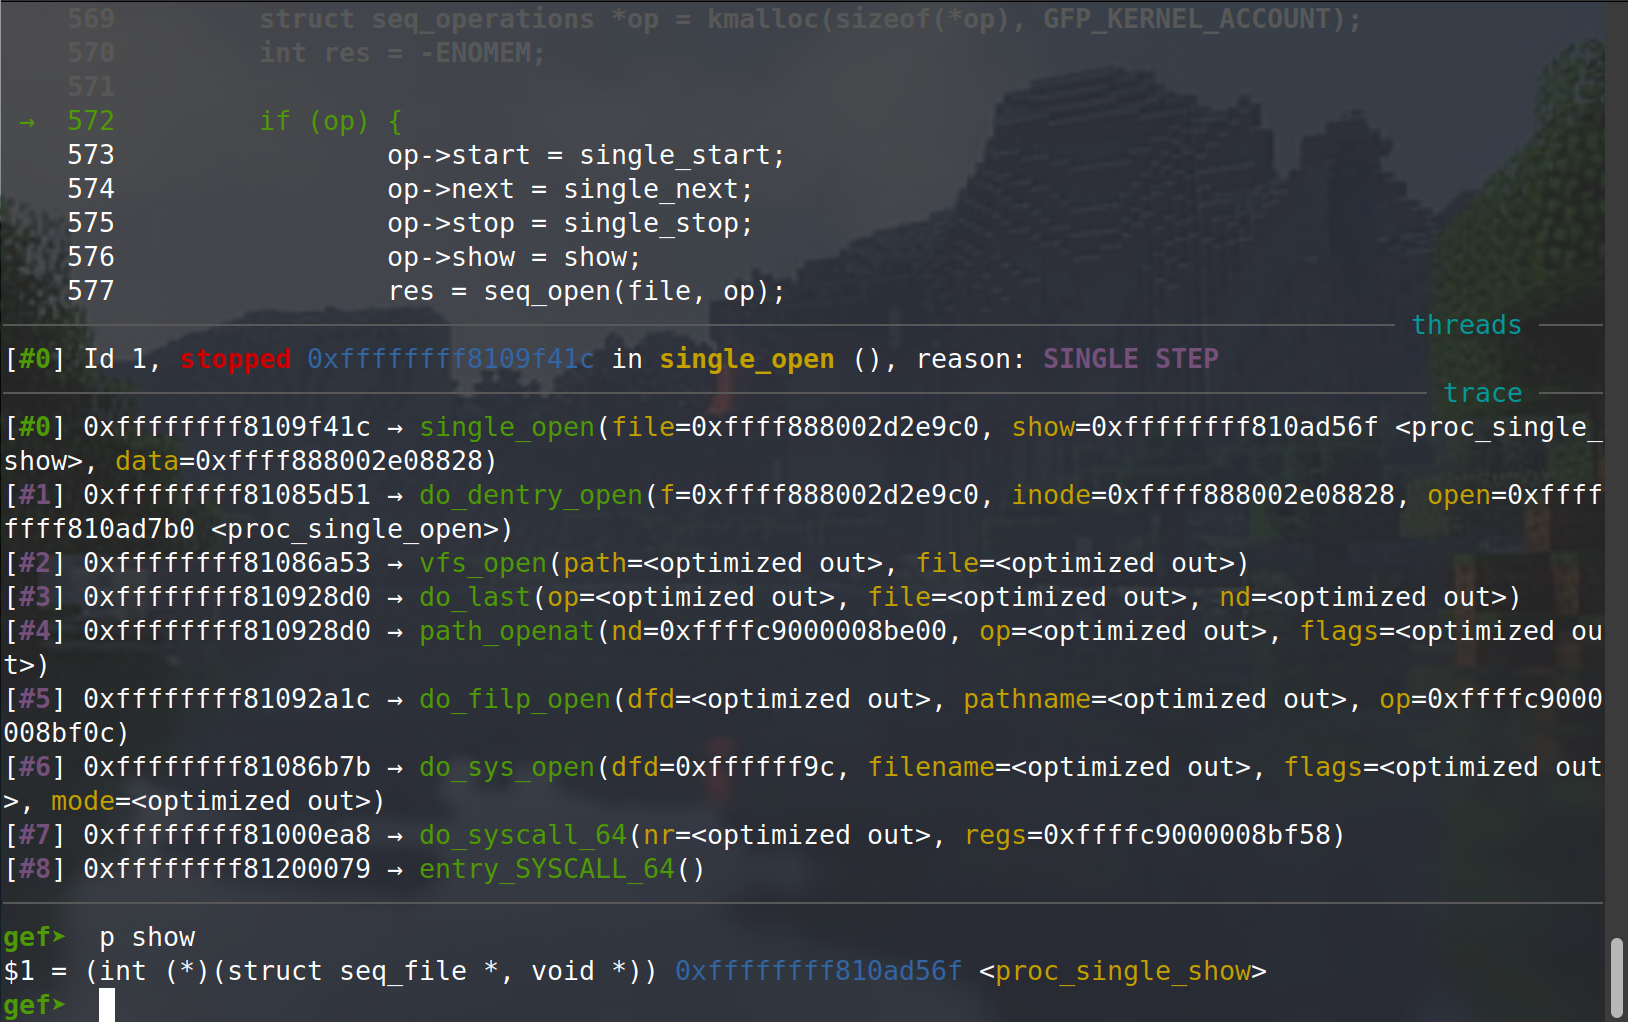 569         struct seq_operations *op = kmalloc(sizeof(*op), GFP_KERNEL_ACCOUNT);
570         int res = -ENOMEM;
571
→  572         if (op) {
573                 op->start = single_start;
574                 op->next = single_next;
575                 op->stop = single_stop;
576                 op->show = show;
577                 res = seq_open(file, op);
threads
[#0] Id 1, stopped 0xffffffff8109f41c in single_open (), reason: SINGLE STEP
trace
[#0] 0xffffffff8109f41c → single_open(file=0xffff888002d2e9c0, show=0xffffffff810ad56f <proc_single_
show>, data=0xffff888002e08828)
[#1] 0xffffffff81085d51 → do_dentry_open(f=0xffff888002d2e9c0, inode=0xffff888002e08828, open=0xffff
ffff810ad7b0 <proc_single_open>)
[#2] 0xffffffff81086a53 → vfs_open(path=<optimized out>, file=<optimized out>)
[#3] 0xffffffff810928d0 → do_last(op=<optimized out>, file=<optimized out>, nd=<optimized out>)
[#4] 0xffffffff810928d0 → path_openat(nd=0xffffc9000008be00, op=<optimized out>, flags=<optimized ou
t>)
[#5] 0xffffffff81092a1c → do_filp_open(dfd=<optimized out>, pathname=<optimized out>, op=0xffffc9000
008bf0c)
[#6] 0xffffffff81086b7b → do_sys_open(dfd=0xffffff9c, filename=<optimized out>, flags=<optimized out
>, mode=<optimized out>)
[#7] 0xffffffff81000ea8 → do_syscall_64(nr=<optimized out>, regs=0xffffc9000008bf58)
[#8] 0xffffffff81200079 → entry_SYSCALL_64()
gef➤  p show
$1 = (int (*)(struct seq_file *, void *)) 0xffffffff810ad56f <proc_single_show>
gef➤